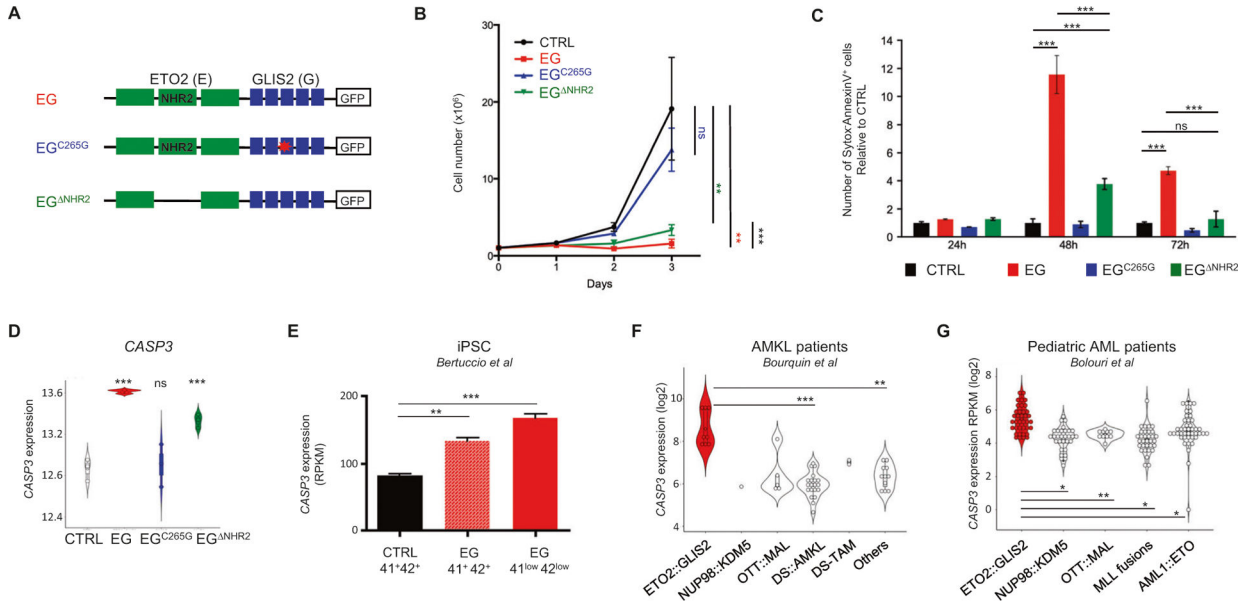 A
ETO2 (E) GLIS2 (G)
EG NHR2 GFP
EG^C265G NHR2 GFP
EG^ΔNHR2 GFP
B
30
20
10
0
Cell number (x10⁶)
0 1 2 3
Days
CTRL
EG
EG^C265G
EG^ΔNHR2
ns
**
**
***
C
Number of Sytox⁻AnnexinV⁺ cells
Relative to CTRL
14
12
10
8
6
4
2
0
***
***
***
***
ns
***
24h 48h 72h
CTRL EG EG^C265G EG^ΔNHR2
D
CASP3
CASP3 expression
13.6
13.2
12.6
12.4
*** ns ***
CTRL EG EG^C265G EG^ΔNHR2
E
iPSC
Bertuccio et al
CASP3 expression
(RPKM)
200
100
0
***
**
CTRL EG EG
41⁺42⁺ 41⁺ 42⁺ 41^low 42^low
F
AMKL patients
Bourquin et al
CASP3 expression (log2)
10
8
6
4
**
***
ETO2::GLIS2
NUP98::KDM5
OTT::MAL
DS::AMKL
DS-TAM
Others
G
Pediatric AML patients
Bolouri et al
CASP3 expression RPKM (log2)
8
6
4
2
0
*
**
*
*
ETO2::GLIS2
NUP98::KDM5
OTT::MAL
MLL fusions
AML1::ETO